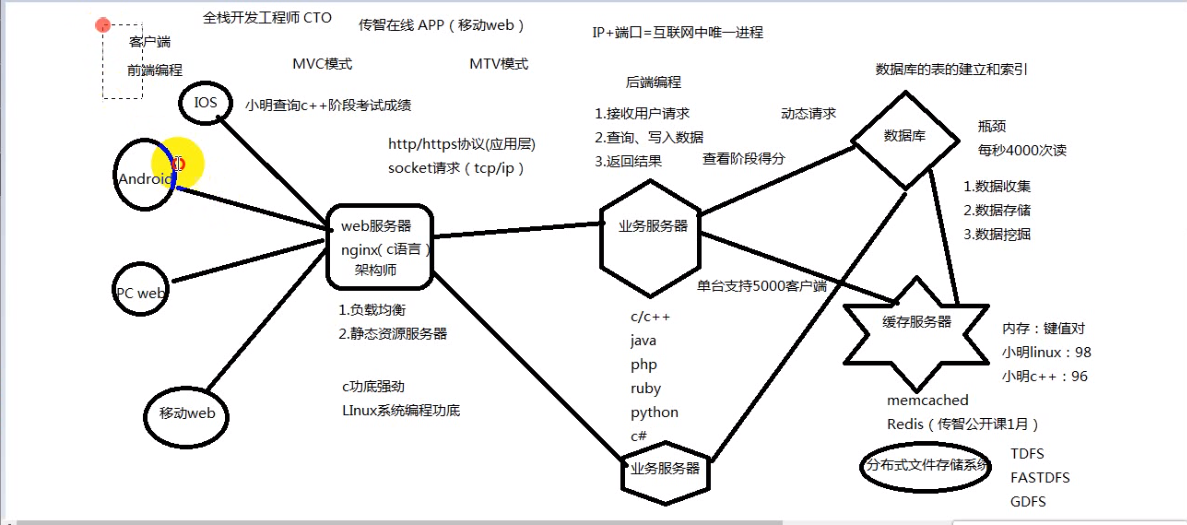 全栈开发工程师 CTO
传智在线 APP（移动web）
IP+端口=互联网中唯一进程
客户端
前端编程
MVC模式
MTV模式
后端编程
数据库的表的建立和索引
IOS
小明查询c++阶段考试成绩
1.接收用户请求
2.查询、写入数据
3.返回结果
动态请求
查看阶段得分
数据库
瓶颈
每秒4000次读
http/https协议(应用层)
socket请求（tcp/ip）
Android
1.数据收集
2.数据存储
3.数据挖掘
web服务器
nginx( c语言 )
架构师
业务服务器
PC web
单台支持5000客户端
1.负载均衡
2.静态资源服务器
c/c++
java
php
ruby
python
c#
缓存服务器
内存：键值对
小明linux：98
小明c++：96
c功底强劲
LInux系统编程功底
移动web
memcached
Redis（传智公开课1月）
业务服务器
分布式文件存储系统
TDFS
FASTDFS
GDFS